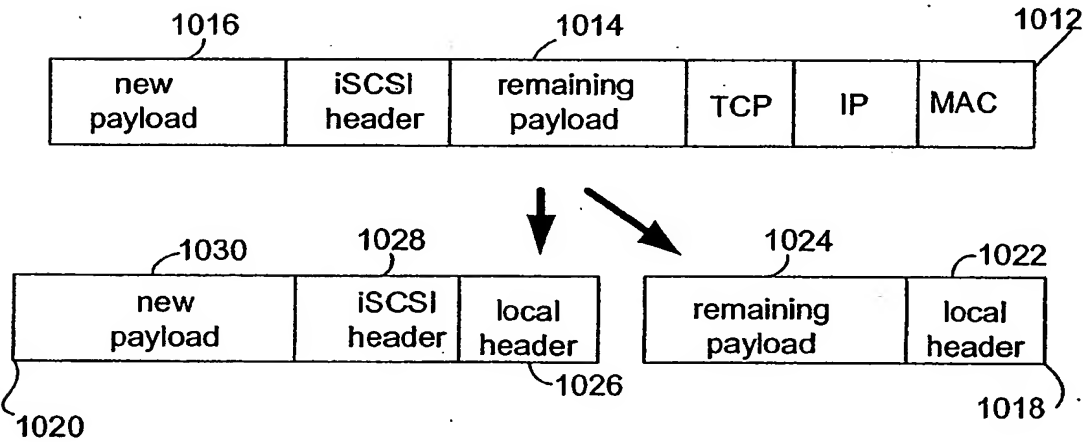 1016
1014
1012
new payload
iSCSI header
remaining payload
TCP
IP
MAC
1030
1028
1024
1022
new payload
iSCSI header
local header
remaining payload
local header
1026
1020
1018